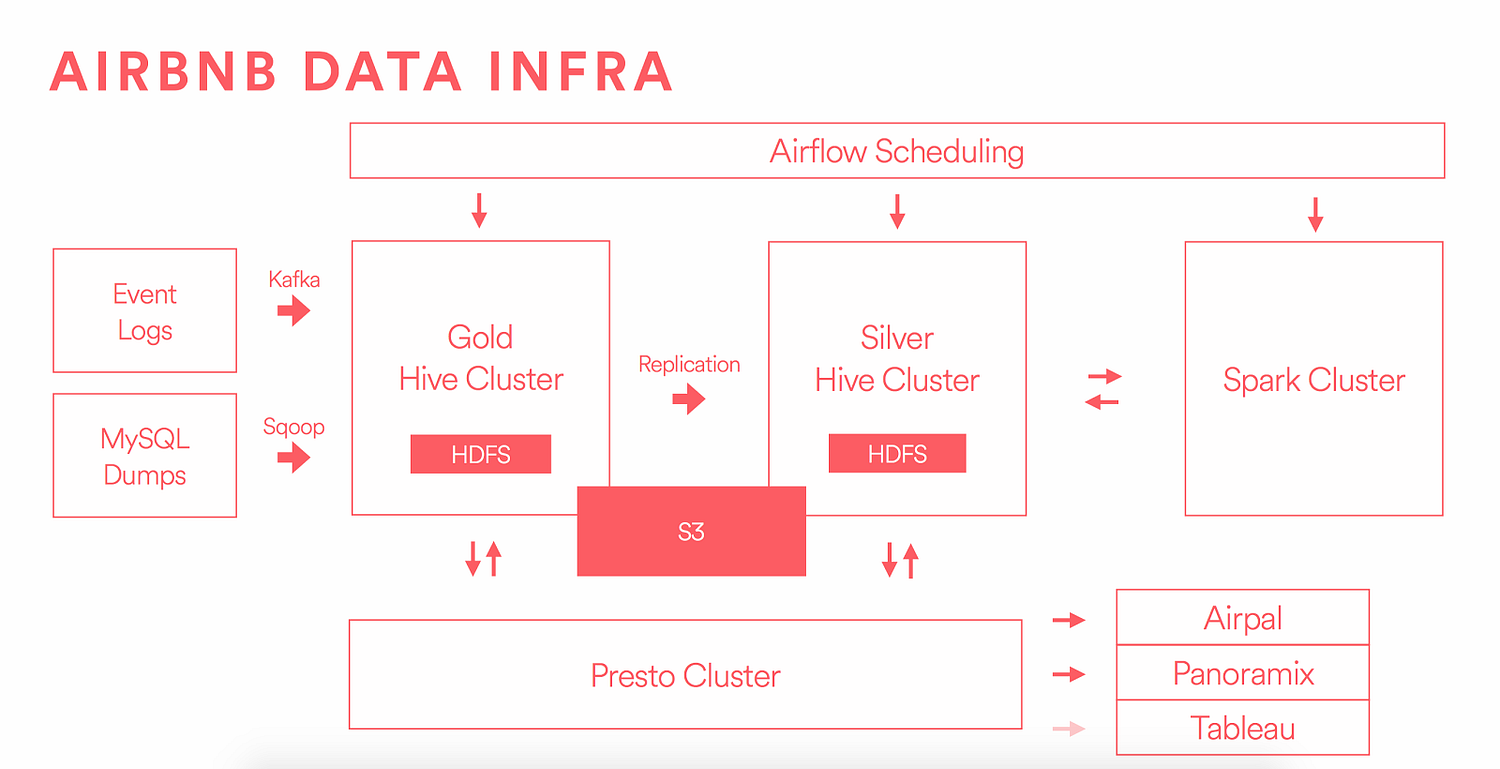 AIRBNB DATA INFRA
Airflow Scheduling
Event
Logs
Kafka
MySQL
Dumps
Sqoop
Gold
Hive Cluster
HDFS
Replication
Silver
Hive Cluster
HDFS
S3
Spark Cluster
Presto Cluster
Airpal
Panoramix
Tableau